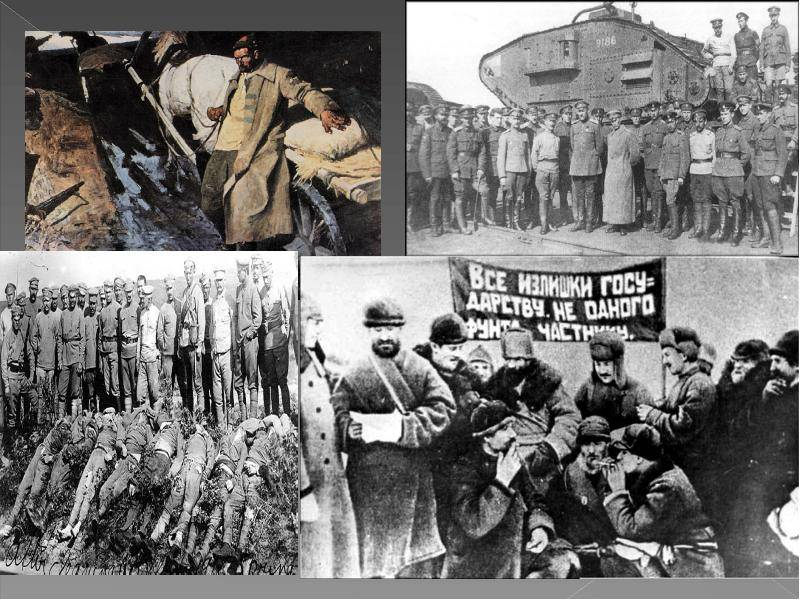 9186
ВСЕ ИЗЛИШКИ ГОСУ=
ДАРСТВУ. НЕ ОДНОГО
ФУНТА ЧАСТНИКУ.